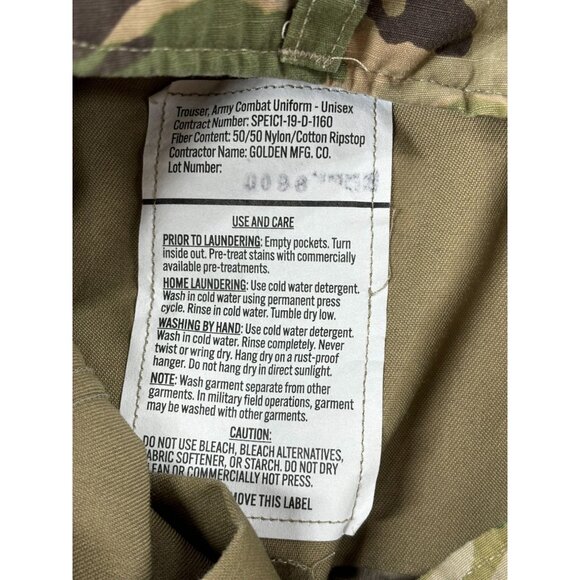 Trouser, Army Combat Uniform - Unisex
Contract Number: SPE1C1-19-D-1160
Fiber Content: 50/50 Nylon/Cotton Ripstop
Contractor Name: GOLDEN MFG. CO.
Lot Number:
USE AND CARE
PRIOR TO LAUNDERING: Empty pockets. Turn
inside out. Pre-treat stains with commercially
available pre-treatments.
HOME LAUNDERING: Use cold water detergent.
Wash in cold water using permanent press
cycle. Rinse in cold water. Tumble dry low.
WASHING BY HAND: Use cold water detergent.
Wash in cold water. Rinse completely. Never
twist or wring dry. Hang dry on a rust-proof
hanger. Do not hang dry in direct sunlight.
NOTE: Wash garment separate from other
garments. In military field operations, garment
may be washed with other garments.
CAUTION:
DO NOT USE BLEACH, BLEACH ALTERNATIVES,
FABRIC SOFTENER, OR STARCH. DO NOT DRY
CLEAN OR COMMERCIALLY HOT PRESS.
MOVE THIS LABEL